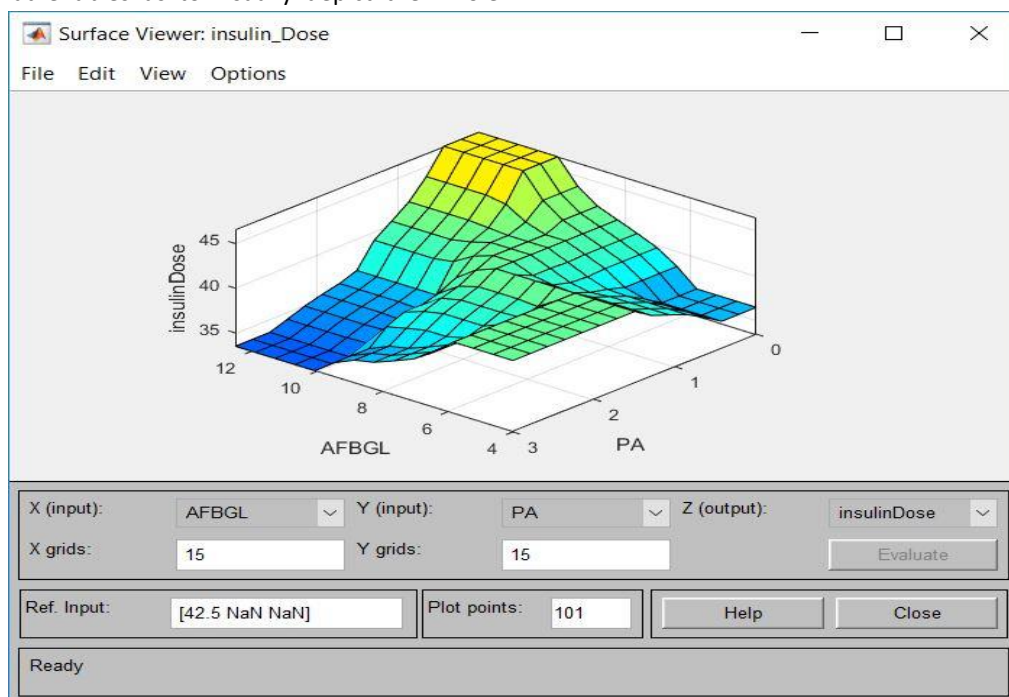 Surface Viewer: insulin_Dose
File Edit View Options
45
40
35
insulinDose
12
10
8
6
4
AFBGL
3
2
1
0
PA
X (input): AFBGL Y (input): PA Z (output): insulinDose
X grids: 15 Y grids: 15 Evaluate
Ref. Input: [42.5 NaN NaN] Plot points: 101 Help Close
Ready